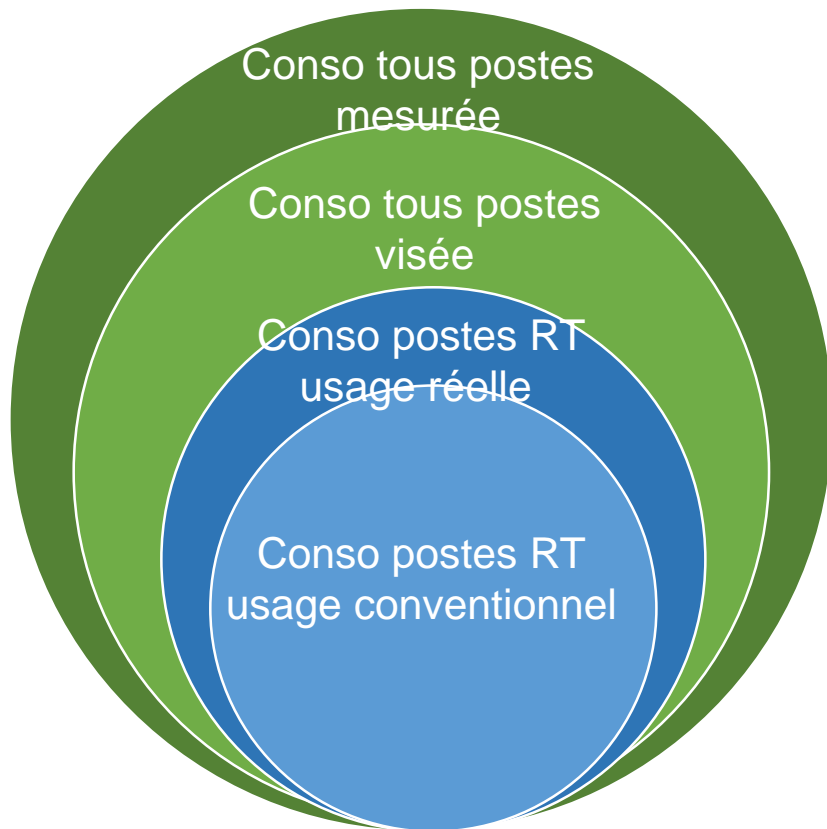 Conso tous postes
mesurée
Conso tous postes
visée
Conso postes RT
usage réelle
Conso postes RT
usage conventionnel